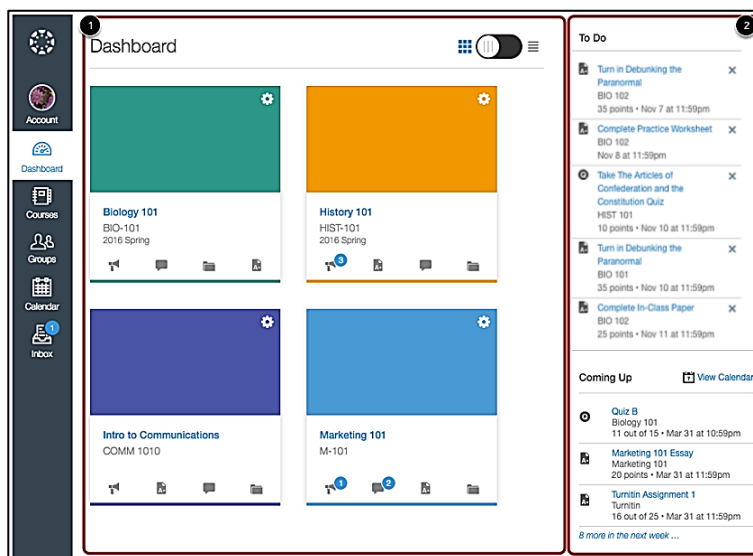 1
2
Account
Dashboard
Courses
Groups
Calendar
1
Inbox
Dashboard
Biology 101
BIO-101
2016 Spring
History 101
HIST-101
2016 Spring
3
Intro to Communications
COMM 1010
Marketing 101
M-101
1
2
To Do
Turn in Debunking the
Paranormal
BIO 102
35 points • Nov 7 at 11:59pm
Complete Practice Worksheet
BIO 102
Nov 8 at 11:59pm
Take The Articles of
Confederation and the
Constitution Quiz
HIST 101
10 points • Nov 10 at 11:59pm
Turn in Debunking the
Paranormal
BIO 101
35 points • Nov 10 at 11:59pm
Complete In-Class Paper
BIO 102
25 points • Nov 11 at 11:59pm
Coming Up
View Calendar
Quiz B
Biology 101
11 out of 15 • Mar 31 at 10:59pm
Marketing 101 Essay
Marketing 101
20 points • Mar 31 at 11:59pm
Turnitin Assignment 1
Turnitin
16 out of 25 • Mar 31 at 11:59pm
8 more in the next week ...